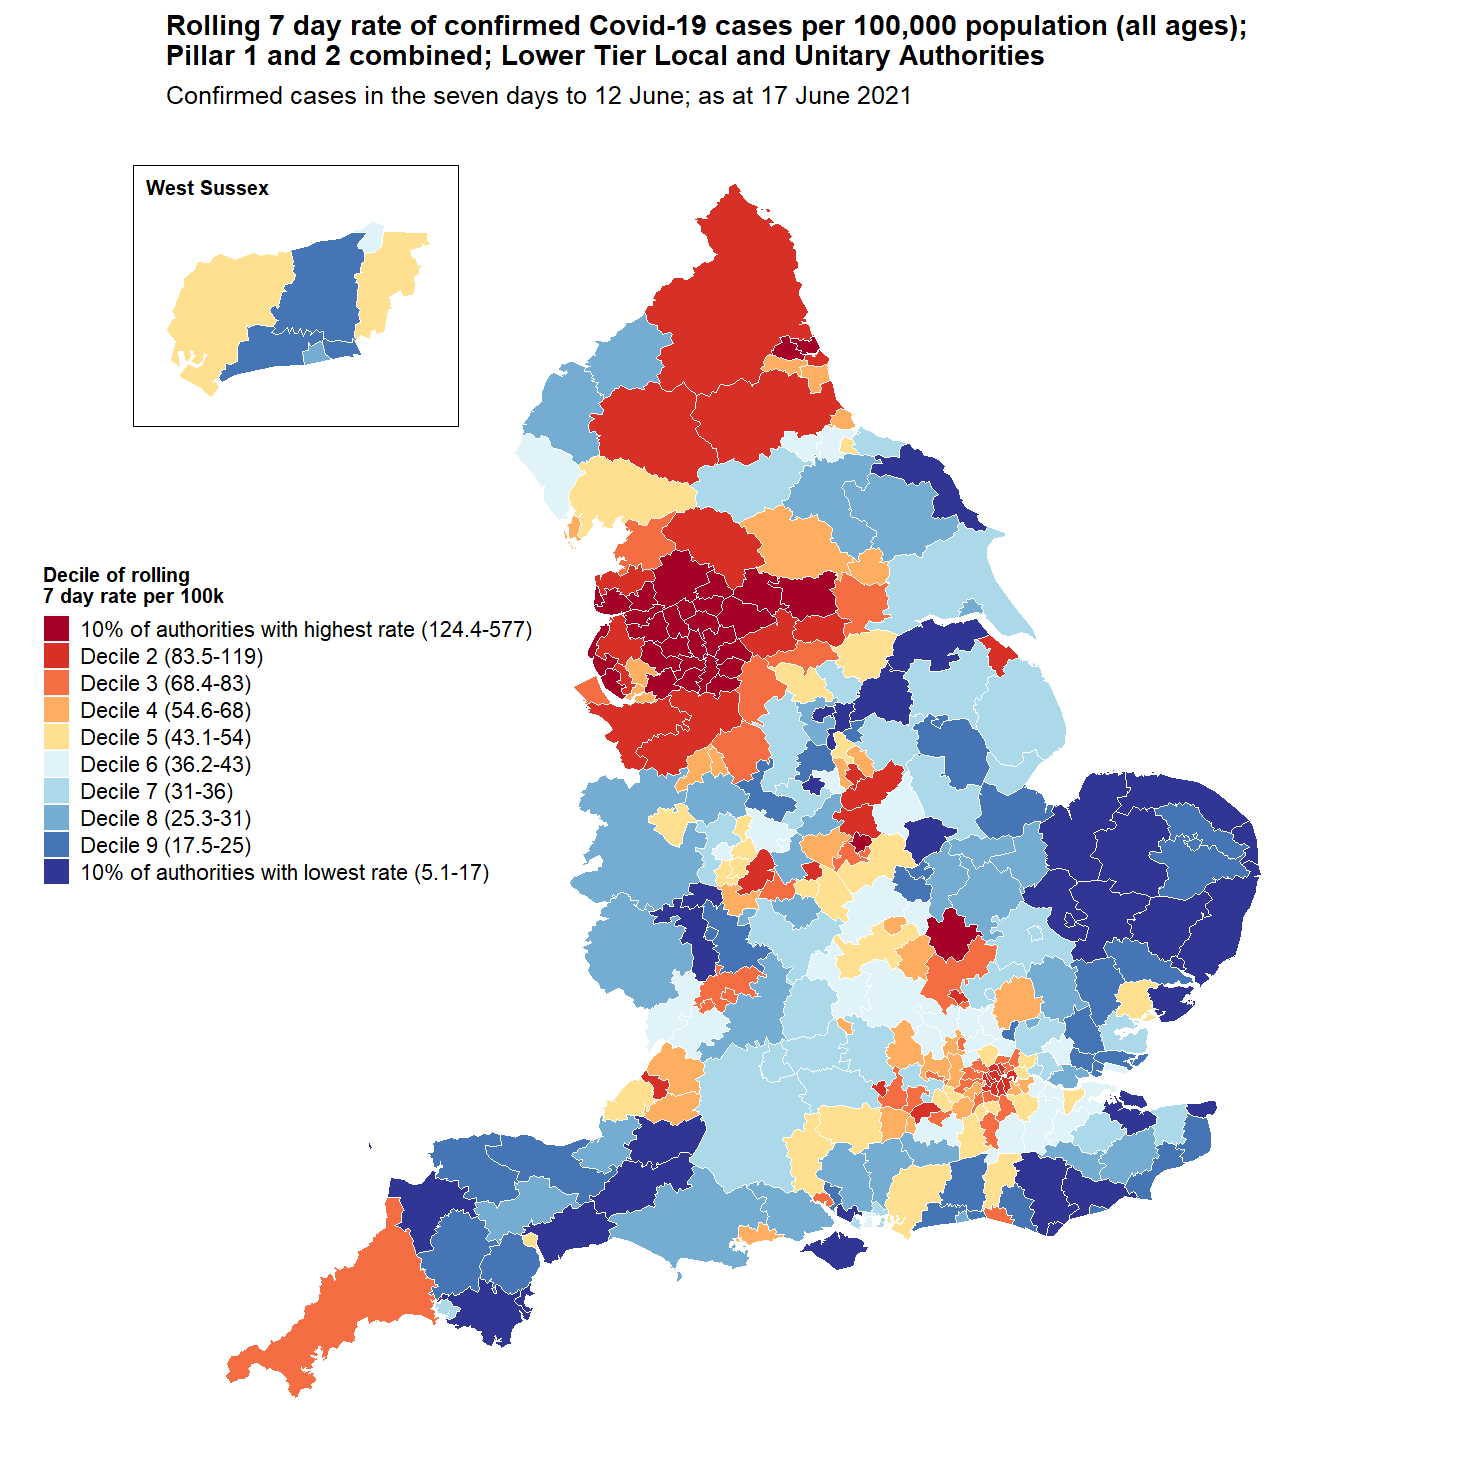 Rolling 7 day rate of confirmed Covid-19 cases per 100,000 population (all ages);
Pillar 1 and 2 combined; Lower Tier Local and Unitary Authorities
Confirmed cases in the seven days to 12 June; as at 17 June 2021
West Sussex
Decile of rolling
7 day rate per 100k
10% of authorities with highest rate (124.4-577)
Decile 2 (83.5-119)
Decile 3 (68.4-83)
Decile 4 (54.6-68)
Decile 5 (43.1-54)
Decile 6 (36.2-43)
Decile 7 (31-36)
Decile 8 (25.3-31)
Decile 9 (17.5-25)
10% of authorities with lowest rate (5.1-17)